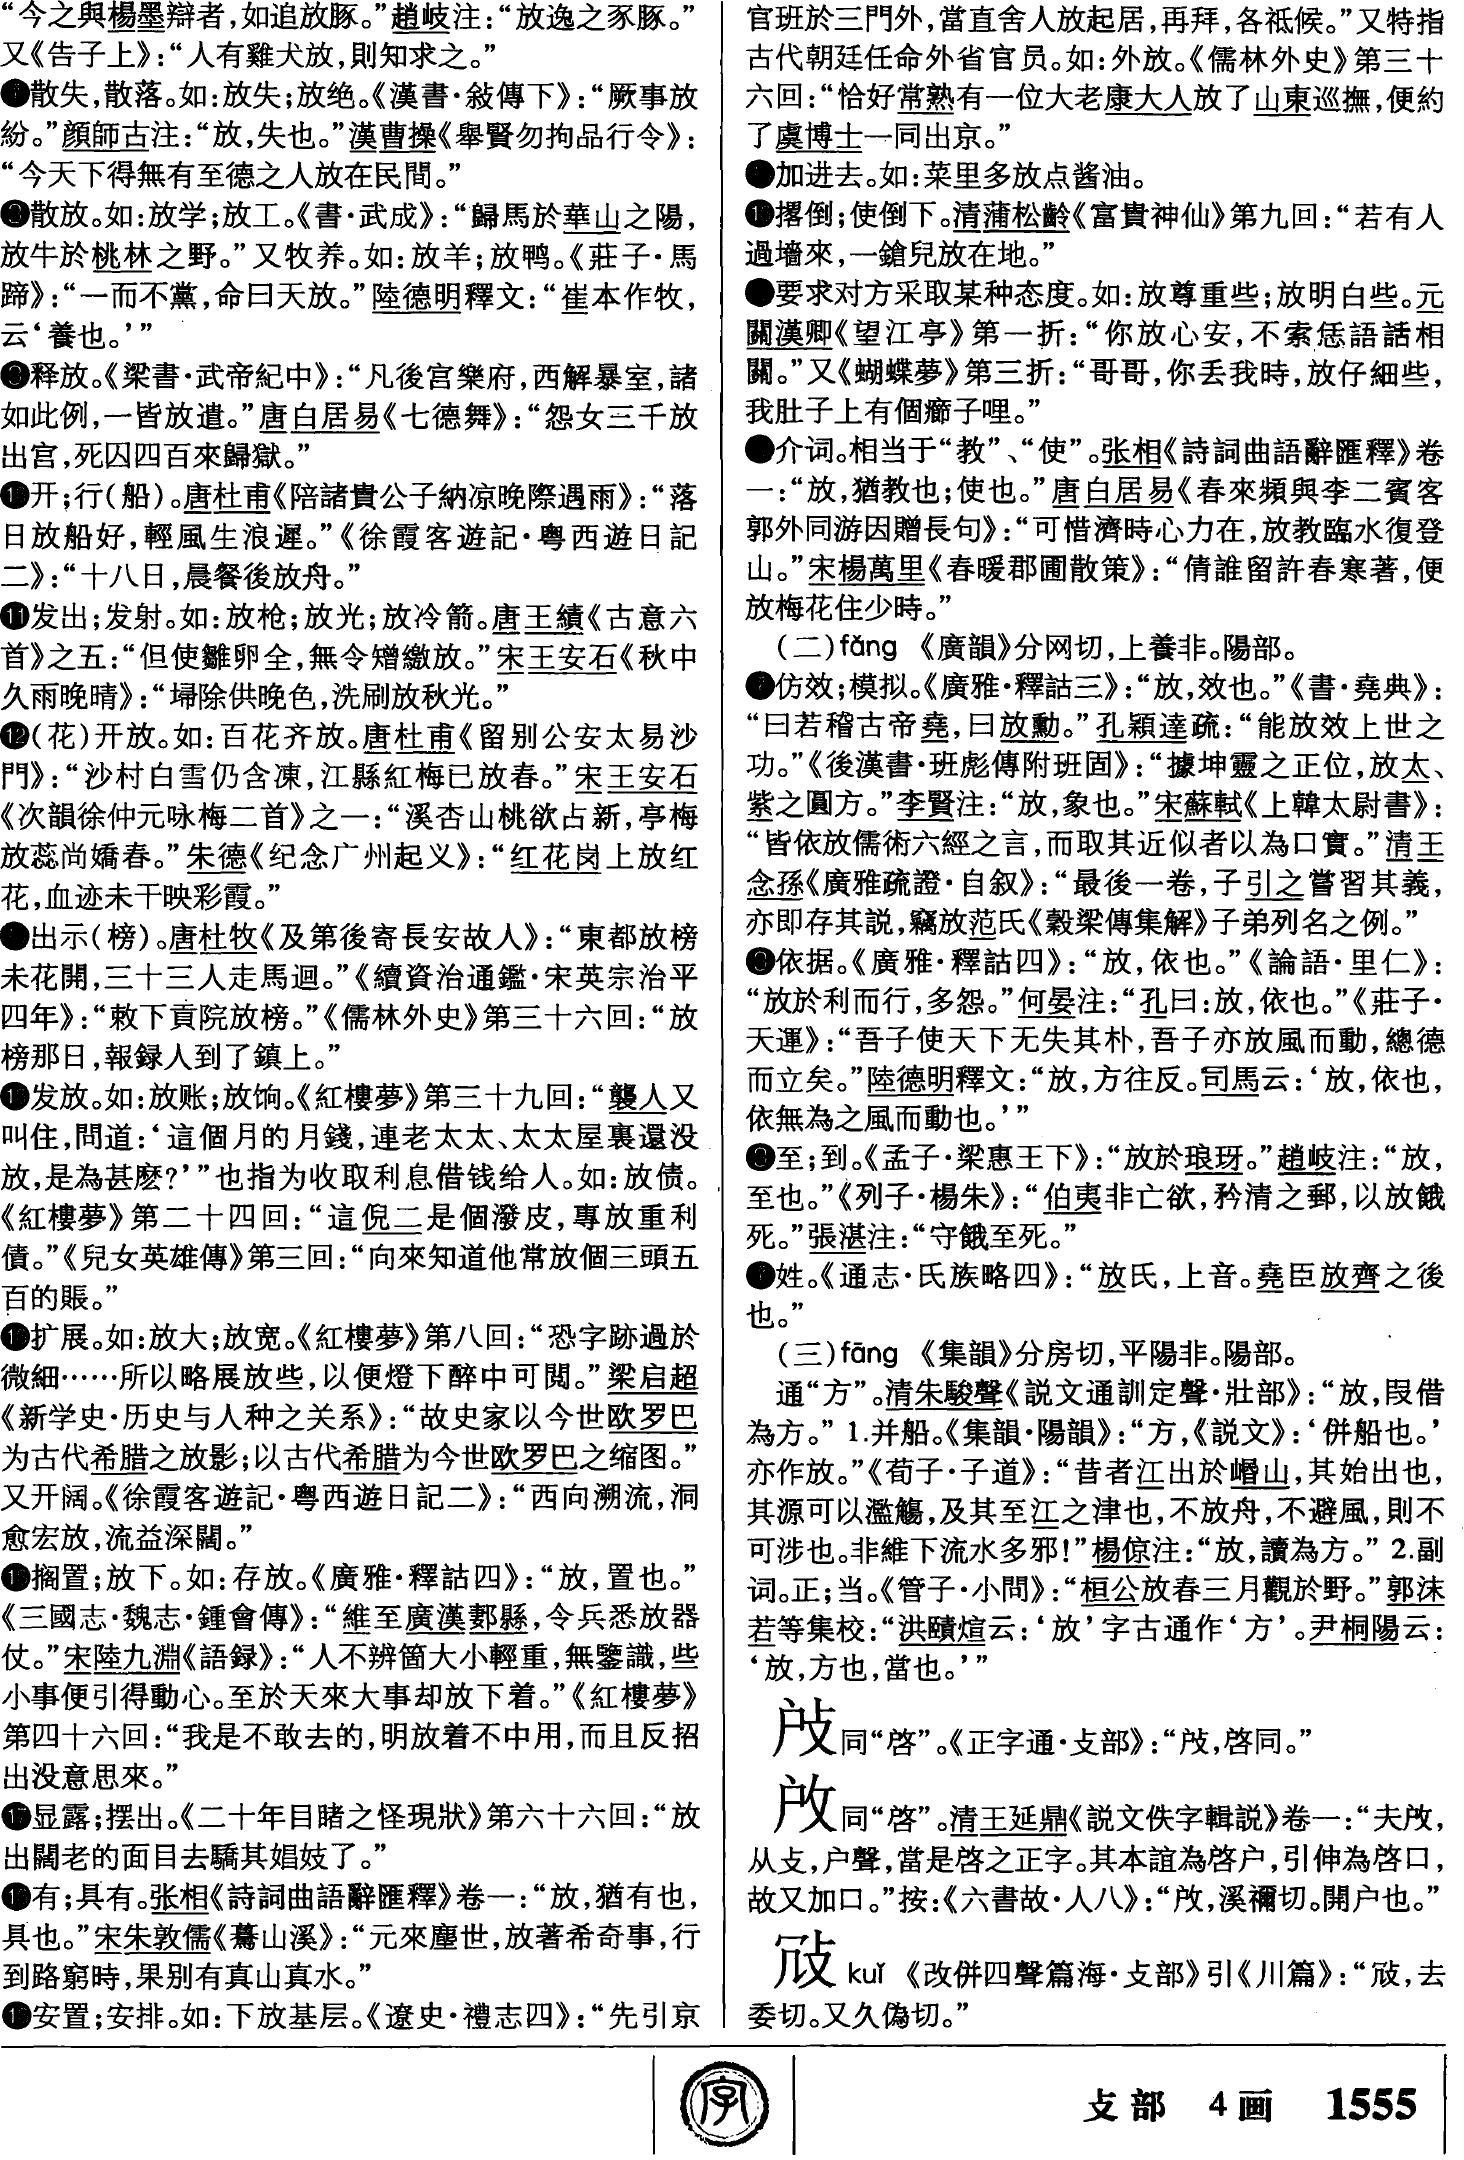 “今之與楊墨辯者，如追放豚。”趙岐注：“放逸之豕豚。”
又《告子上》：“人有雞犬放，則知求之。”
散失，散落。如：放失；放绝。《漢書·敍傳下》：“厥事放
紛。”顔師古注：“放，失也。”漢曹操《舉賢勿拘品行令》：
“今天下得無有至德之人放在民間。”
散放。如：放学；放工。《書·武成》：“歸馬於華山之陽，
放牛於桃林之野。”又牧养。如：放羊；放鸭。《莊子·馬
蹄》：“一而不黨，命曰天放。”陸德明釋文：“崔本作牧，
云‘養也。’”
释放。《梁書·武帝紀中》：“凡後宫樂府，西解暴室，諸
如此例，一皆放遣。”唐白居易《七德舞》：“怨女三千放
出宫，死囚四百來歸獄。”
开；行（船）。唐杜甫《陪諸貴公子納凉晚際遇雨》：“落
日放船好，輕風生浪遲。”《徐霞客遊記·粵西遊日記
二》：“十八日，晨餐後放舟。”
⓫发出；发射。如：放枪；放光；放冷箭。唐王績《古意六
首》之五：“但使雛卵全，無令矰繳放。”宋王安石《秋中
久雨晚晴》：“埽除供晚色，洗刷放秋光。”
⓬（花）开放。如：百花齐放。唐杜甫《留别公安太易沙
門》：“沙村白雪仍含凍，江縣紅梅已放春。”宋王安石
《次韻徐仲元咏梅二首》之一：“溪杏山桃欲占新，亭梅
放蕊尚嬌春。”朱德《纪念广州起义》：“红花岗上放红
花，血迹未干映彩霞。”
出示（榜）。唐杜牧《及第後寄長安故人》：“東都放榜
未花開，三十三人走馬迴。”《續資治通鑑·宋英宗治平
四年》：“敕下貢院放榜。”《儒林外史》第三十六回：“放
榜那日，報録人到了鎮上。”
发放。如：放账；放饷。《紅樓夢》第三十九回：“襲人又
叫住，問道：‘這個月的月錢，連老太太、太太屋裏還没
放，是為甚麽？’”也指为收取利息借钱给人。如：放债。
《紅樓夢》第二十四回：“這倪二是個潑皮，專放重利
債。”《兒女英雄傳》第三回：“向來知道他常放個三頭五
百的賬。”
扩展。如：放大；放宽。《紅樓夢》第八回：“恐字跡過於
微細……所以略展放些，以便燈下醉中可閲。”梁启超
《新学史·历史与人种之关系》：“故史家以今世欧罗巴
为古代希腊之放影；以古代希腊为今世欧罗巴之缩图。”
又开阔。《徐霞客遊記·粵西遊日記二》：“西向溯流，洞
愈宏放，流益深闊。”
搁置；放下。如：存放。《廣雅·釋詁四》：“放，置也。”
《三國志·魏志·鍾會傳》：“維至廣漢郪縣，令兵悉放器
仗。”宋陸九淵《語録》：“人不辨箇大小輕重，無鑒識，些
小事便引得動心。至於天來大事却放下着。”《紅樓夢》
第四十六回：“我是不敢去的，明放着不中用，而且反招
出没意思來。”
⓱显露；摆出。《二十年目睹之怪現狀》第六十六回：“放
出闊老的面目去驕其娼妓了。”
有；具有。张相《詩詞曲語辭匯釋》卷一：“放，猶有也，
具也。”宋朱敦儒《驀山溪》：“元來塵世，放著希奇事，行
到路窮時，果别有真山真水。”
安置；安排。如：下放基层。《遼史·禮志四》：“先引京
官班於三門外，當直舍人放起居，再拜，各祗候。”又特指
古代朝廷任命外省官员。如：外放。《儒林外史》第三十
六回：“恰好常熟有一位大老康大人放了山東巡撫，便約
了虞博士一同出京。”
加进去。如：菜里多放点酱油。
撂倒；使倒下。清蒲松齡《富貴神仙》第九回：“若有人
過墻來，一鎗兒放在地。”
要求对方采取某种态度。如：放尊重些；放明白些。元
關漢卿《望江亭》第一折：“你放心安，不索恁語話相
關。”又《蝴蝶夢》第三折：“哥哥，你丢我時，放仔細些，
我肚子上有個癤子哩。”
介词。相当于“教”、“使”。张相《詩詞曲語辭匯釋》卷
一：“放，猶教也；使也。”唐白居易《春來頻與李二賓客
郭外同游因贈長句》：“可惜濟時心力在，放教臨水復登
山。”宋楊萬里《春暖郡圃散策》：“倩誰留許春寒著，便
放梅花住少時。”
（二）fǎng 《廣韻》分网切，上養非。陽部。
仿效；模拟。《廣雅·釋詁三》：“放，效也。”《書·堯典》：
“曰若稽古帝堯，曰放勳。”孔穎達疏：“能放效上世之
功。”《後漢書·班彪傳附班固》：“據坤靈之正位，放太、
紫之圓方。”李賢注：“放，象也。”宋蘇軾《上韓太尉書》：
“皆依放儒術六經之言，而取其近似者以為口實。”清王
念孫《廣雅疏證·自叙》：“最後一卷，子引之嘗習其義，
亦即存其説，竊放范氏《穀梁傳集解》子弟列名之例。”
依据。《廣雅·釋詁四》：“放，依也。”《論語·里仁》：
“放於利而行，多怨。”何晏注：“孔曰：放，依也。”《莊子·
天運》：“吾子使天下无失其朴，吾子亦放風而動，總德
而立矣。”陸德明釋文：“放，方往反。司馬云：‘放，依也，
依無為之風而動也。’”
至；到。《孟子·梁惠王下》：“放於琅玡。”趙岐注：“放，
至也。”《列子·楊朱》：“伯夷非亡欲，矜清之郵，以放餓
死。”張湛注：“守餓至死。”
姓。《通志·氏族略四》：“放氏，上音。堯臣放齊之後
也。”
（三）fāng 《集韻》分房切，平陽非。陽部。
通“方”。清朱駿聲《説文通訓定聲·壯部》：“放，叚借
為方。” 1.并船。《集韻·陽韻》：“方，《説文》：‘併船也。’
亦作放。”《荀子·子道》：“昔者江出於㟭山，其始出也，
其源可以濫觴，及其至江之津也，不放舟，不避風，則不
可涉也。非維下流水多邪！”楊倞注：“放，讀為方。” 2.副
词。正；当。《管子·小問》：“桓公放春三月觀於野。”郭沫
若等集校：“洪頤煊云：‘放’字古通作‘方’。尹桐陽云：
‘放，方也，當也。’”
同“啓”。《正字通·攴部》：“，啓同。”
启 同“啓”。清王延鼎《説文佚字輯説》卷一：“夫，
从攴，户聲，當是啓之正字。其本誼為啓户，引伸為啓口，
故又加口。”按：《六書故·人八》：“，溪禰切。開户也。”
kuǐ 《改併四聲篇海·攴部》引《川篇》：“，去
委切。又久偽切。”
字
攴部 4画 1555